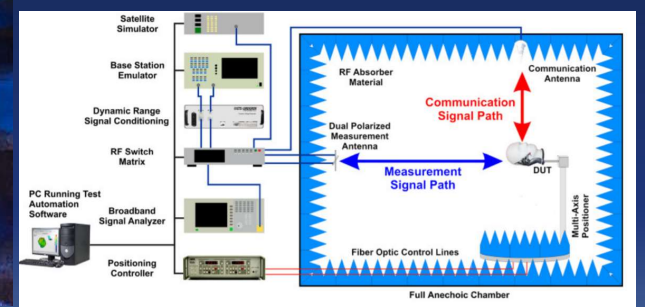 Satellite
Simulator
Base Station
Emulator
Dynamic Range
Signal Conditioning
RF Switch
Matrix
PC Running Test
Automation
Software
Broadband
Signal Analyzer
Positioning
Controller
RF Absorber
Material
Communication
Antenna
Communication
Signal Path
Dual Polarized
Measurement
Antenna
Measurement
Signal Path
DUT
Multi-Axis
Positioner
Fiber Optic Control Lines
Full Anechoic Chamber